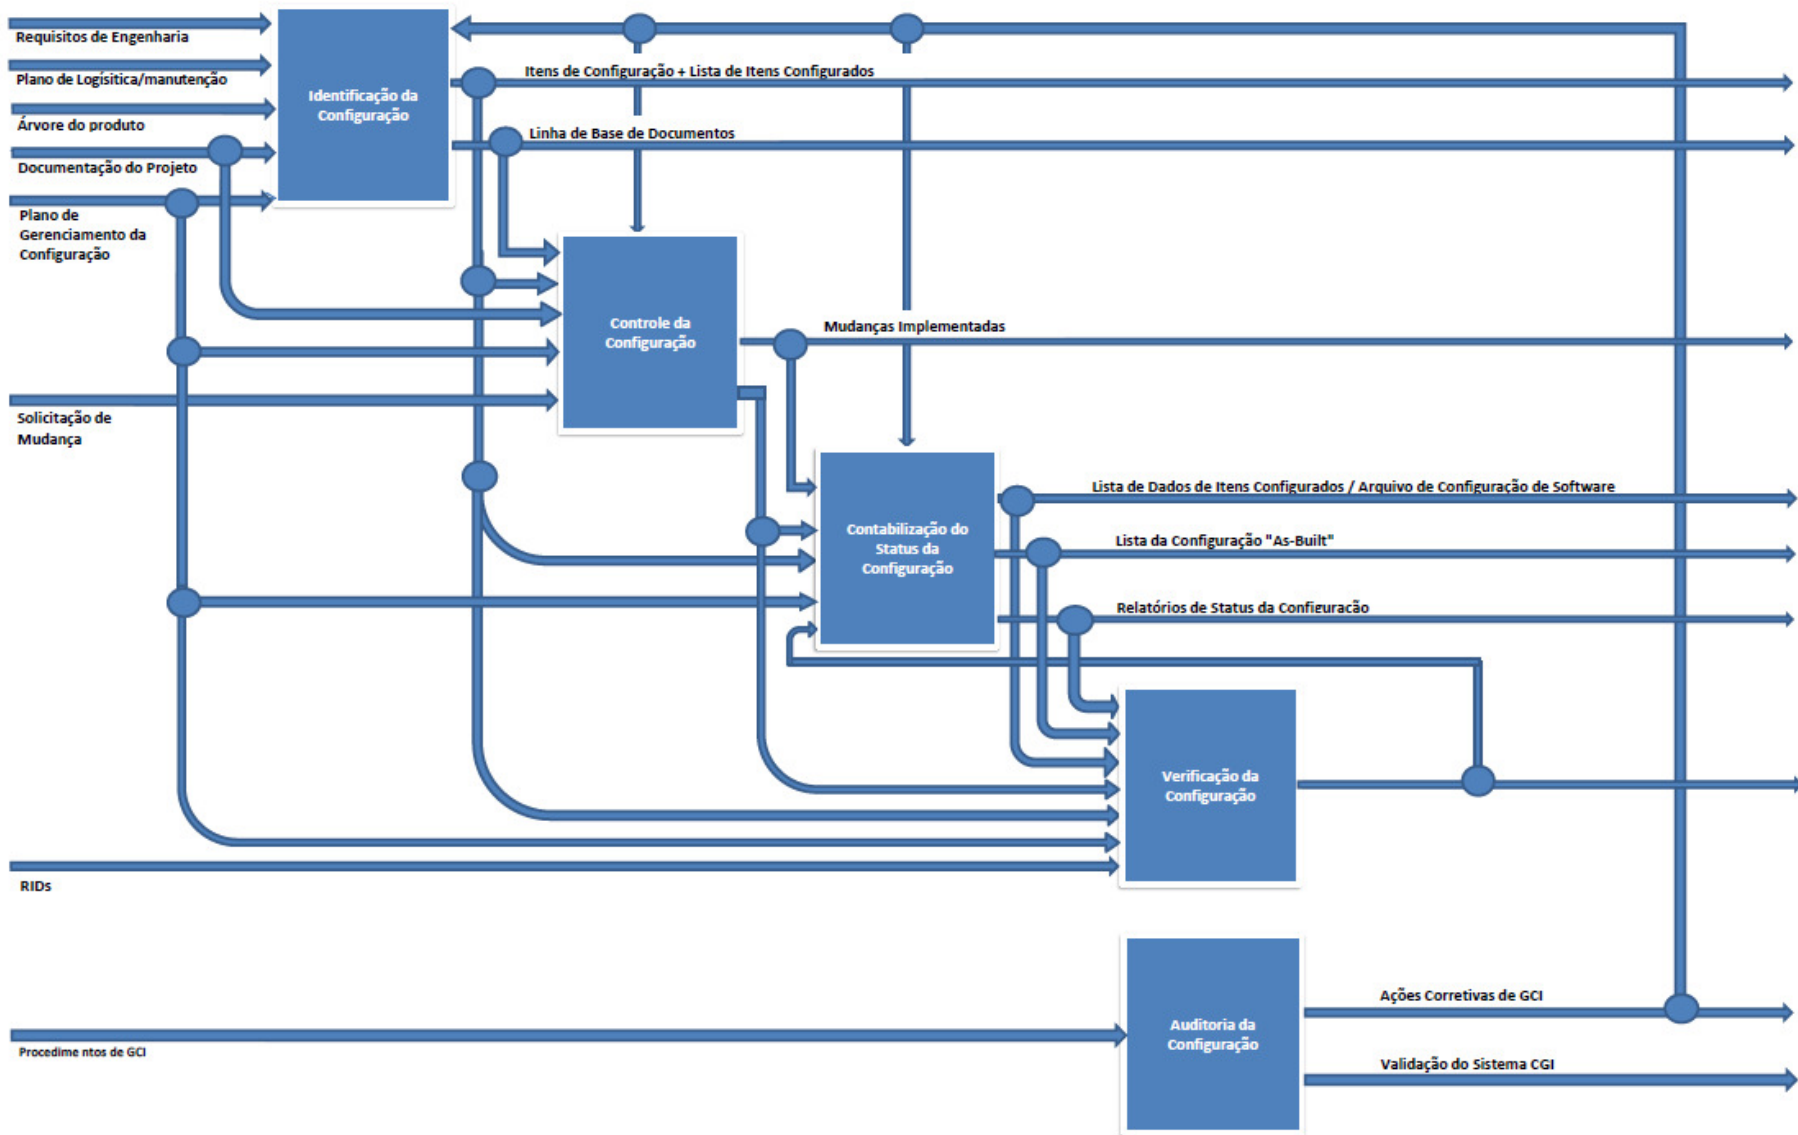 Requisitos de Engenharia
Plano de Logísitica/manutenção
Árvore do produto
Documentação do Projeto
Plano de
Gerenciamento da
Configuração
Identificação da
Configuração
Itens de Configuração + Lista de Itens Configurados
Linha de Base de Documentos
Controle da
Configuração
Mudanças Implementadas
Solicitação de
Mudança
Contabilização do
Status da
Configuração
Lista de Dados de Itens Configurados / Arquivo de Configuração de Software
Lista da Configuração "As-Built"
Relatórios de Status da Configuracão
Verificação da
Configuração
RIDs
Auditoria da
Configuração
Ações Corretivas de GCI
Validação do Sistema CGI
Procedime ntos de GCI